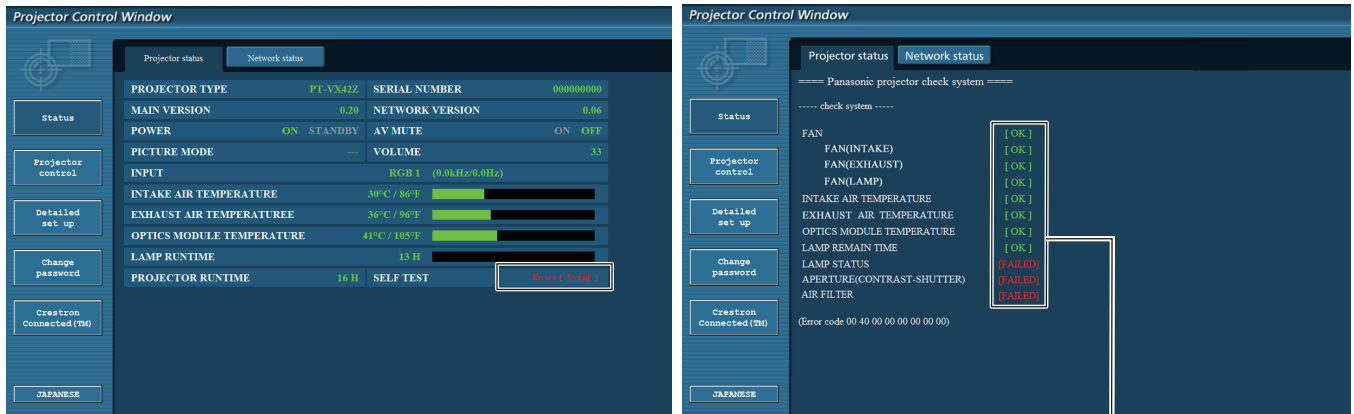 Projector Control Window
Projector status
Network status
Status
Projector
control
Detailed
set up
Change
password
Crestron
Connected(TM)
JAPANESE
PROJECTOR TYPE PT-VX42Z SERIAL NUMBER 000000000
MAIN VERSION 0.20 NETWORK VERSION 0.06
POWER ON STANDBY AV MUTE ON OFF
PICTURE MODE --- VOLUME 33
INPUT RGB 1 (0.0kHz/0.0Hz)
INTAKE AIR TEMPERATURE 30°C / 86°F
EXHAUST AIR TEMPERATUREE 36°C / 96°F
OPTICS MODULE TEMPERATURE 41°C / 105°F
LAMP RUNTIME 13 H
PROJECTOR RUNTIME 16 H SELF TEST Errors ( Detail )
Projector Control Window
Projector status
Network status
Status
Projector
control
Detailed
set up
Change
password
Crestron
Connected(TM)
JAPANESE
==== Panasonic projector check system ====
----- check system -----
FAN [ OK ]
FAN(INTAKE) [ OK ]
FAN(EXHAUST) [ OK ]
FAN(LAMP) [ OK ]
INTAKE AIR TEMPERATURE [ OK ]
EXHAUST AIR TEMPERATURE [ OK ]
OPTICS MODULE TEMPERATURE [ OK ]
LAMP REMAIN TIME [ OK ]
LAMP STATUS [FAILED]
APERTURE(CONTRAST-SHUTTER) [FAILED]
AIR FILTER [FAILED]
(Error code 00 40 00 00 00 00 00 00)